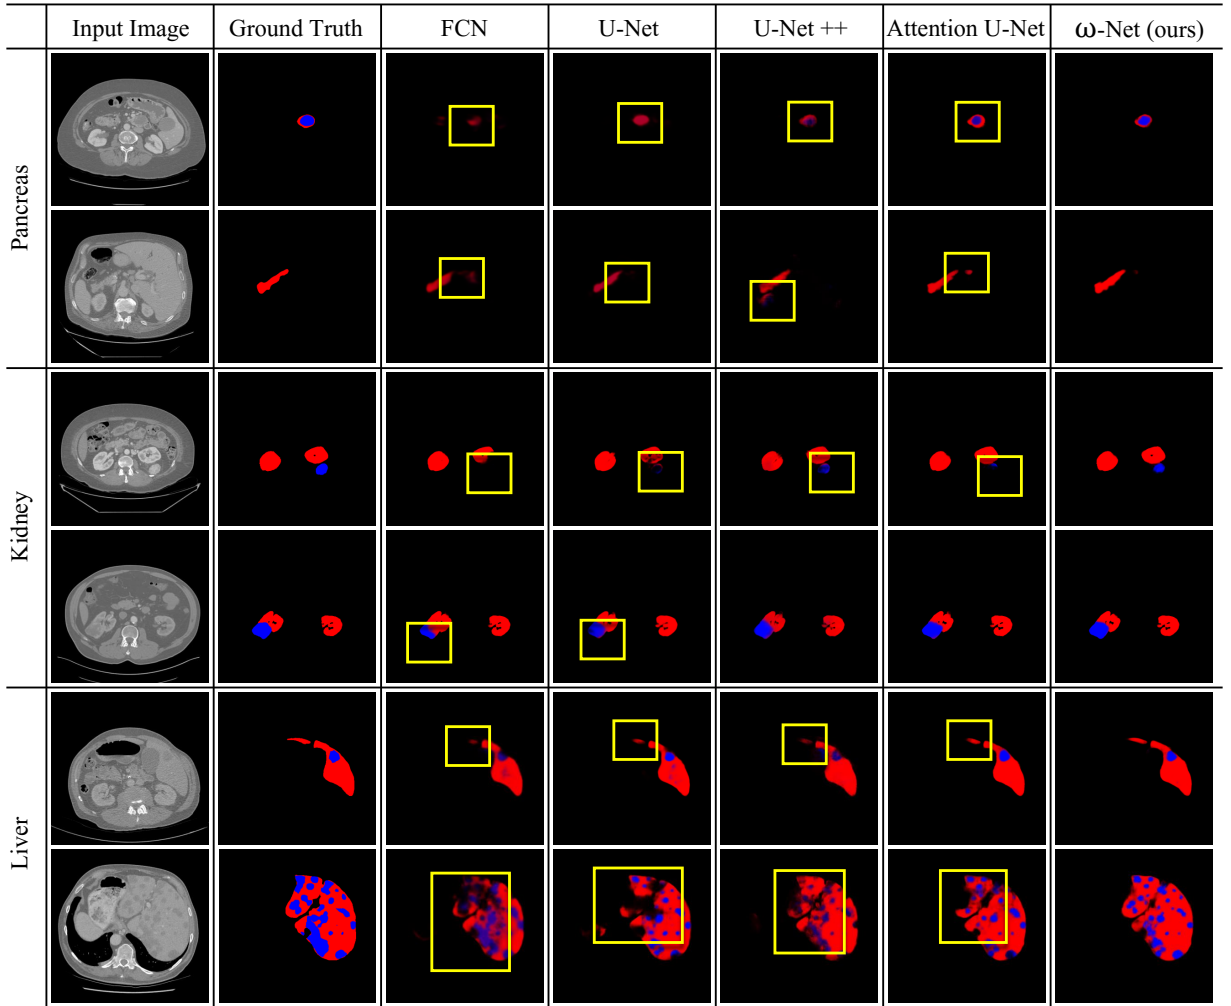 Input Image
Ground Truth
FCN
U-Net
U-Net ++
Attention U-Net
ω-Net (ours)
Pancreas
Kidney
Liver